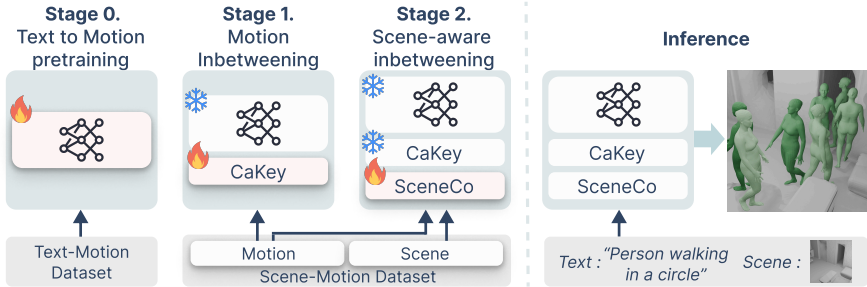 Stage 0.
Text to Motion
pretraining
Stage 1.
Motion
Inbetweening
Stage 2.
Scene-aware
inbetweening
Inference
CaKey
CaKey
SceneCo
CaKey
SceneCo
Text-Motion
Dataset
Motion
Scene
Scene-Motion Dataset
Text : “Person walking
in a circle”
Scene :